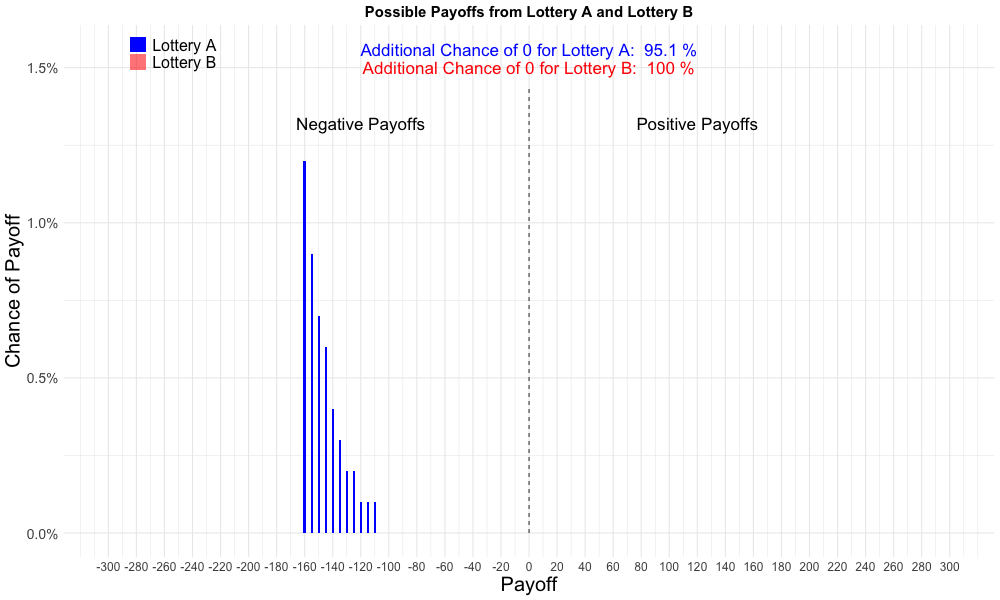 Possible Payoffs from Lottery A and Lottery B
Lottery A
Lottery B
Additional Chance of 0 for Lottery A:  95.1 %
Additional Chance of 0 for Lottery B:  100 %
Negative Payoffs
Positive Payoffs
Chance of Payoff
1.5%
1.0%
0.5%
0.0%
-300 -280 -260 -240 -220 -200 -180 -160 -140 -120 -100 -80 -60 -40 -20 0 20 40 60 80 100 120 140 160 180 200 220 240 260 280 300
Payoff